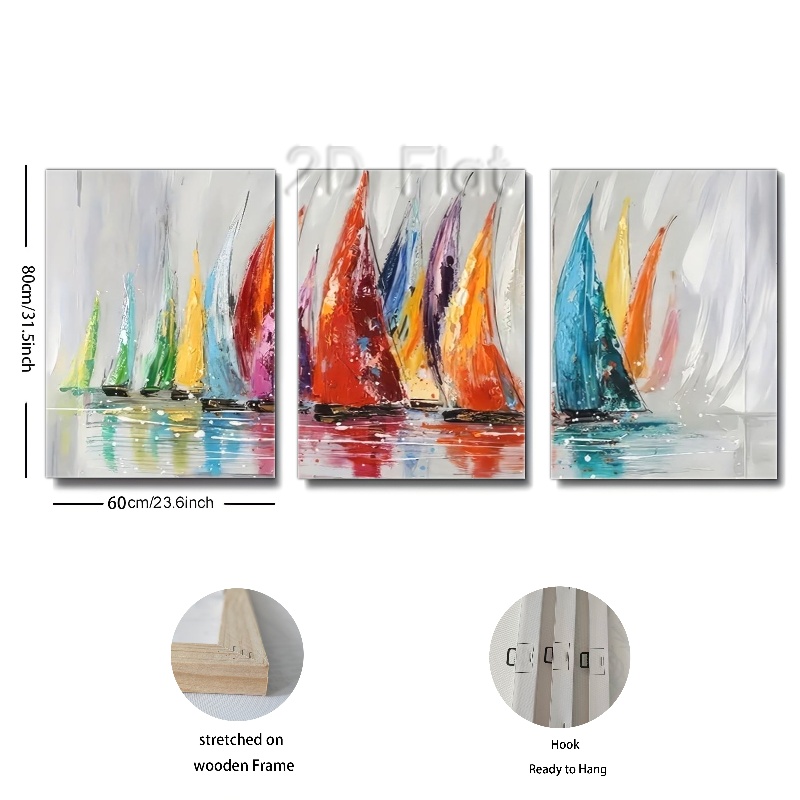 2D Flat
80cm/31.5inch
60cm/23.6inch
stretched on
wooden Frame
Hook
Ready to Hang